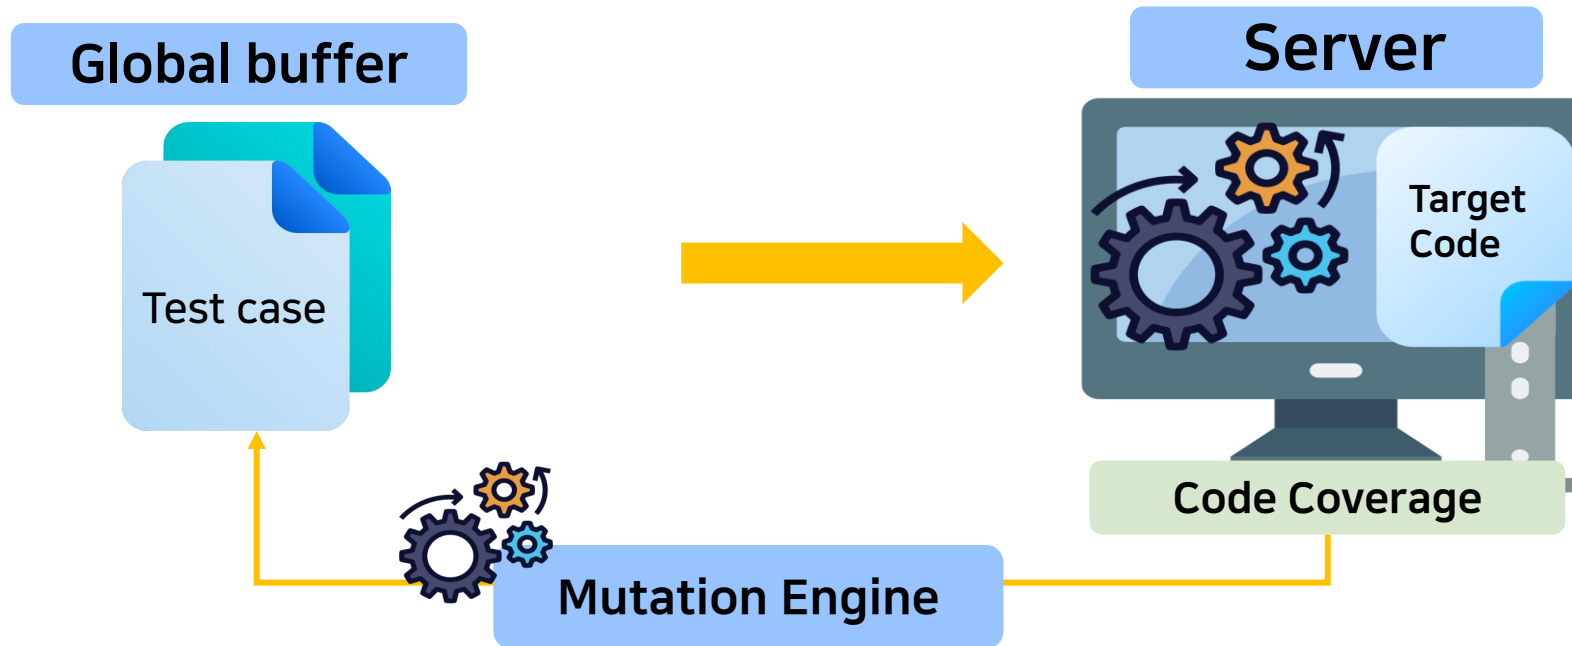 Global buffer
Server
Test case
Target
Code
Code Coverage
Mutation Engine